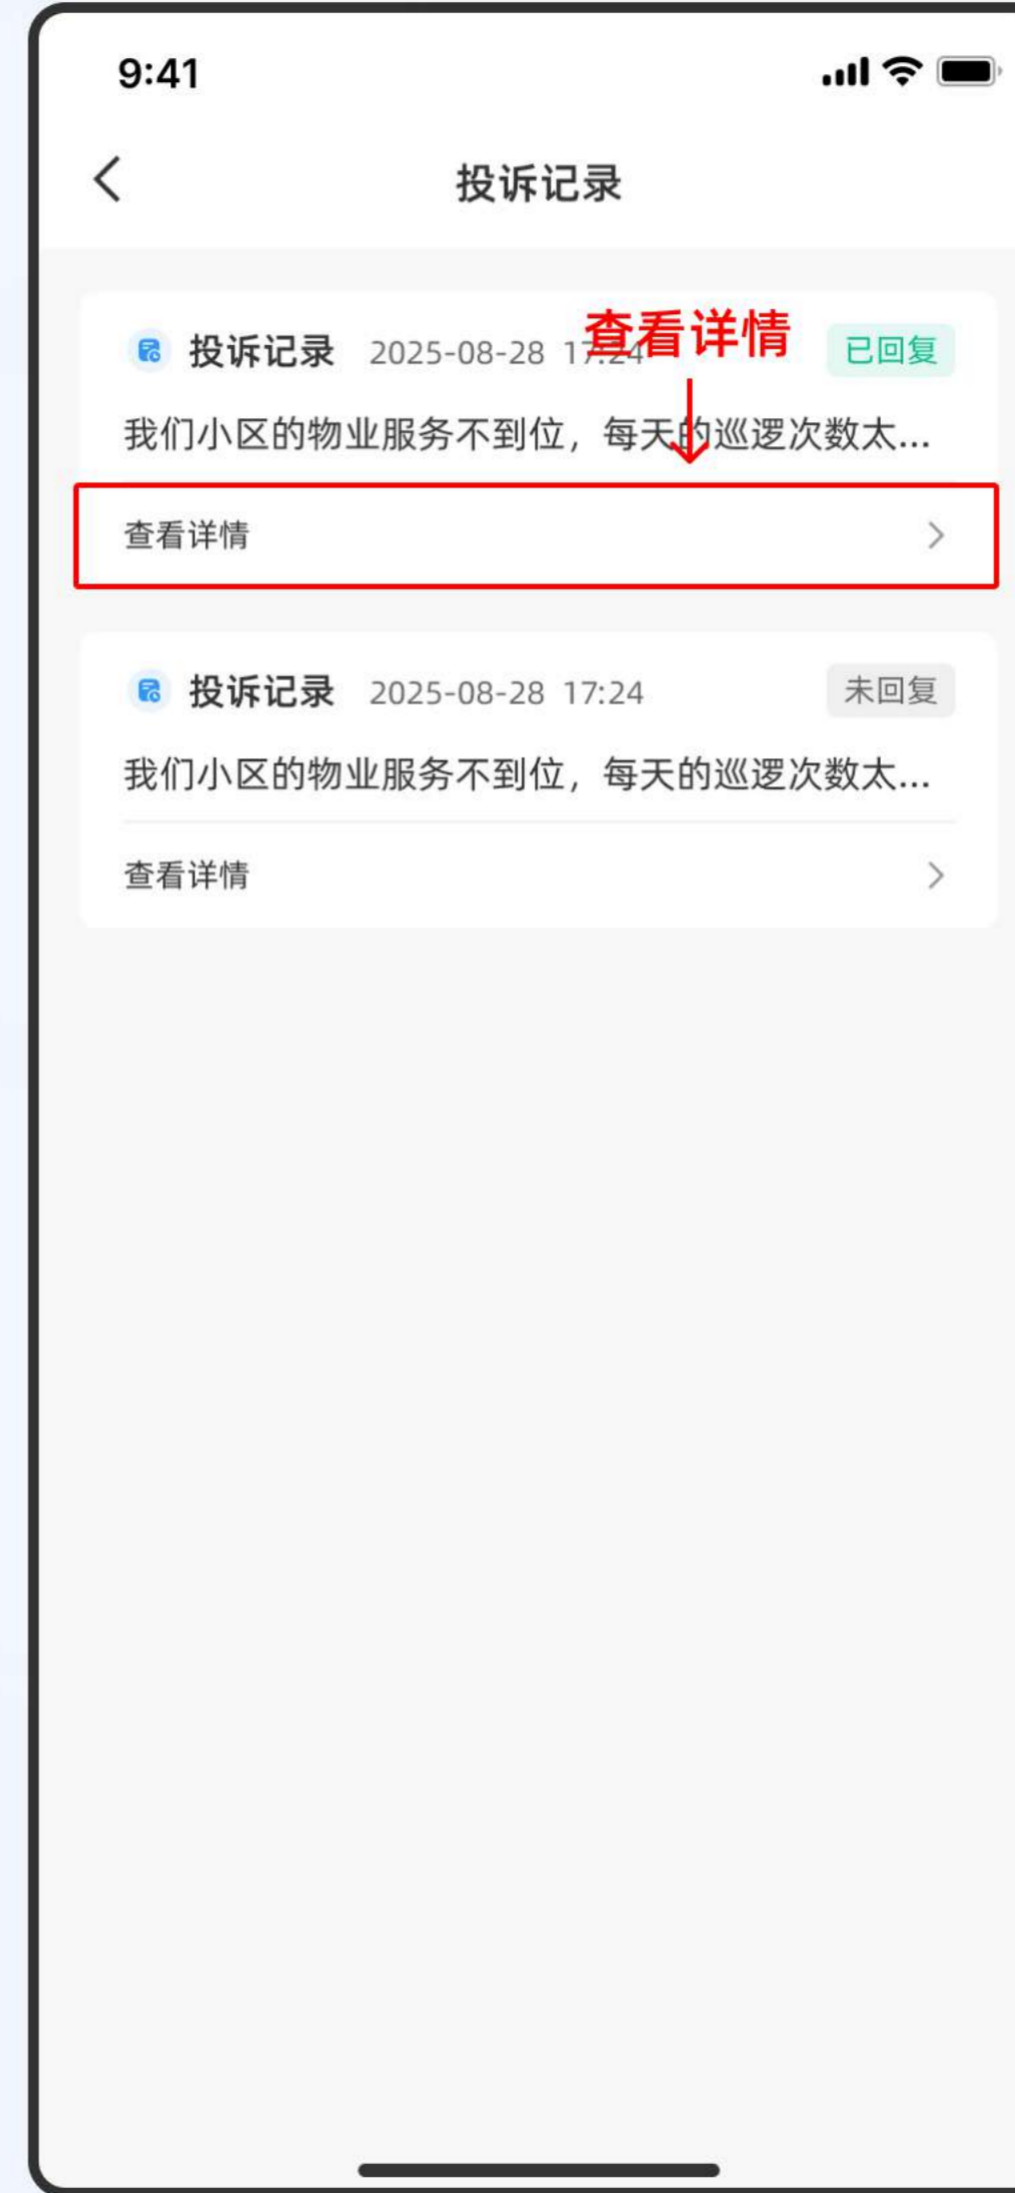 9:41
投诉记录
查看详情
投诉记录 2025-08-28 17:24 已回复
我们小区的物业服务不到位，每天的巡逻次数太...
查看详情
投诉记录 2025-08-28 17:24 未回复
我们小区的物业服务不到位，每天的巡逻次数太...
查看详情